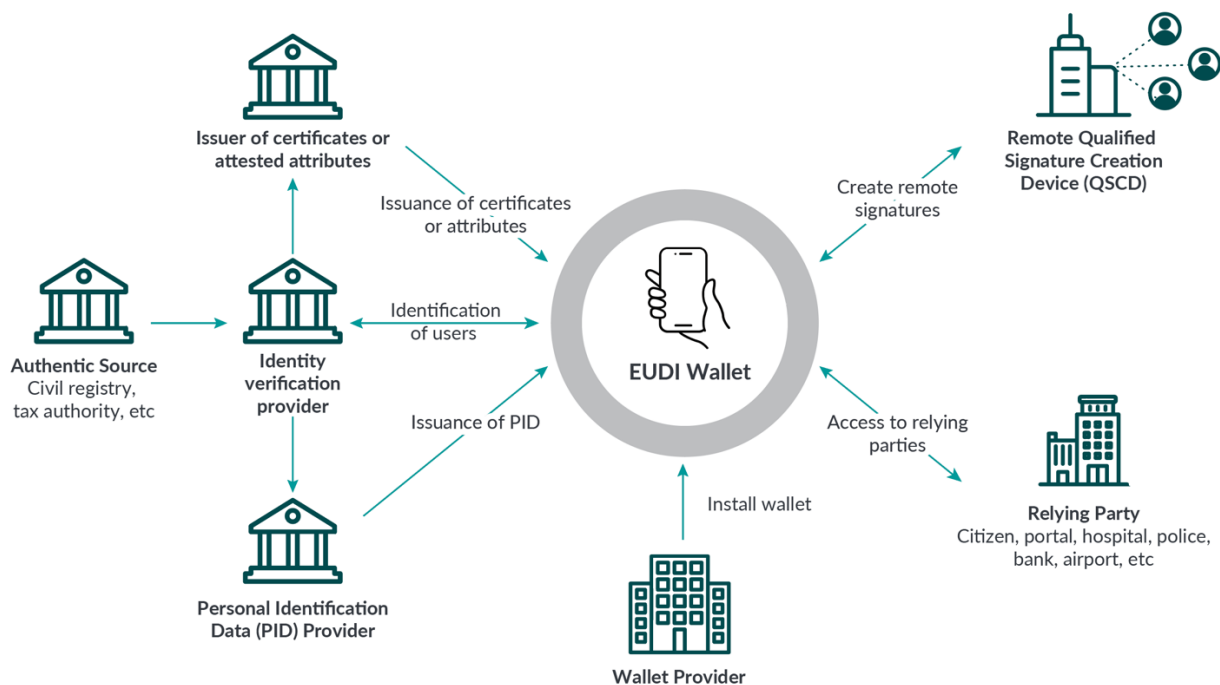 Issuer of certificates or
attested attributes
Remote Qualified
Signature Creation
Device (QSCD)
Issuance of certificates
or attributes
Create remote
signatures
Authentic Source
Civil registry,
tax authority, etc
Identity
verification
provider
Identification
of users
EUDI Wallet
Issuance of PID
Access to relying
parties
Install wallet
Relying Party
Citizen, portal, hospital, police,
bank, airport, etc
Personal Identification
Data (PID) Provider
Wallet Provider